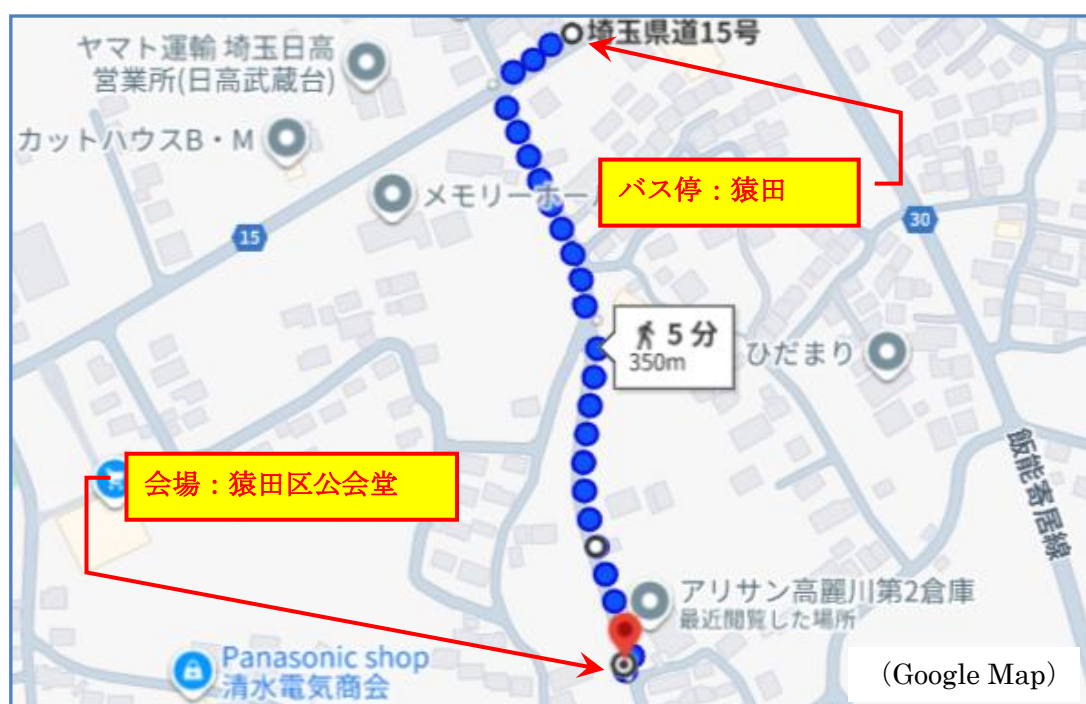 埼玉県道15号
ヤマト運輸 埼玉日高
営業所(日高武蔵台)
カットハウスB・M
メモリーホー
バス停：猿田
15
30
5 分
350m
ひだまり
飯能寄居線
会場：猿田区公会堂
アリサン高麗川第2倉庫
最近閲覧した場所
Panasonic shop
清水電気商会
（Google Map）